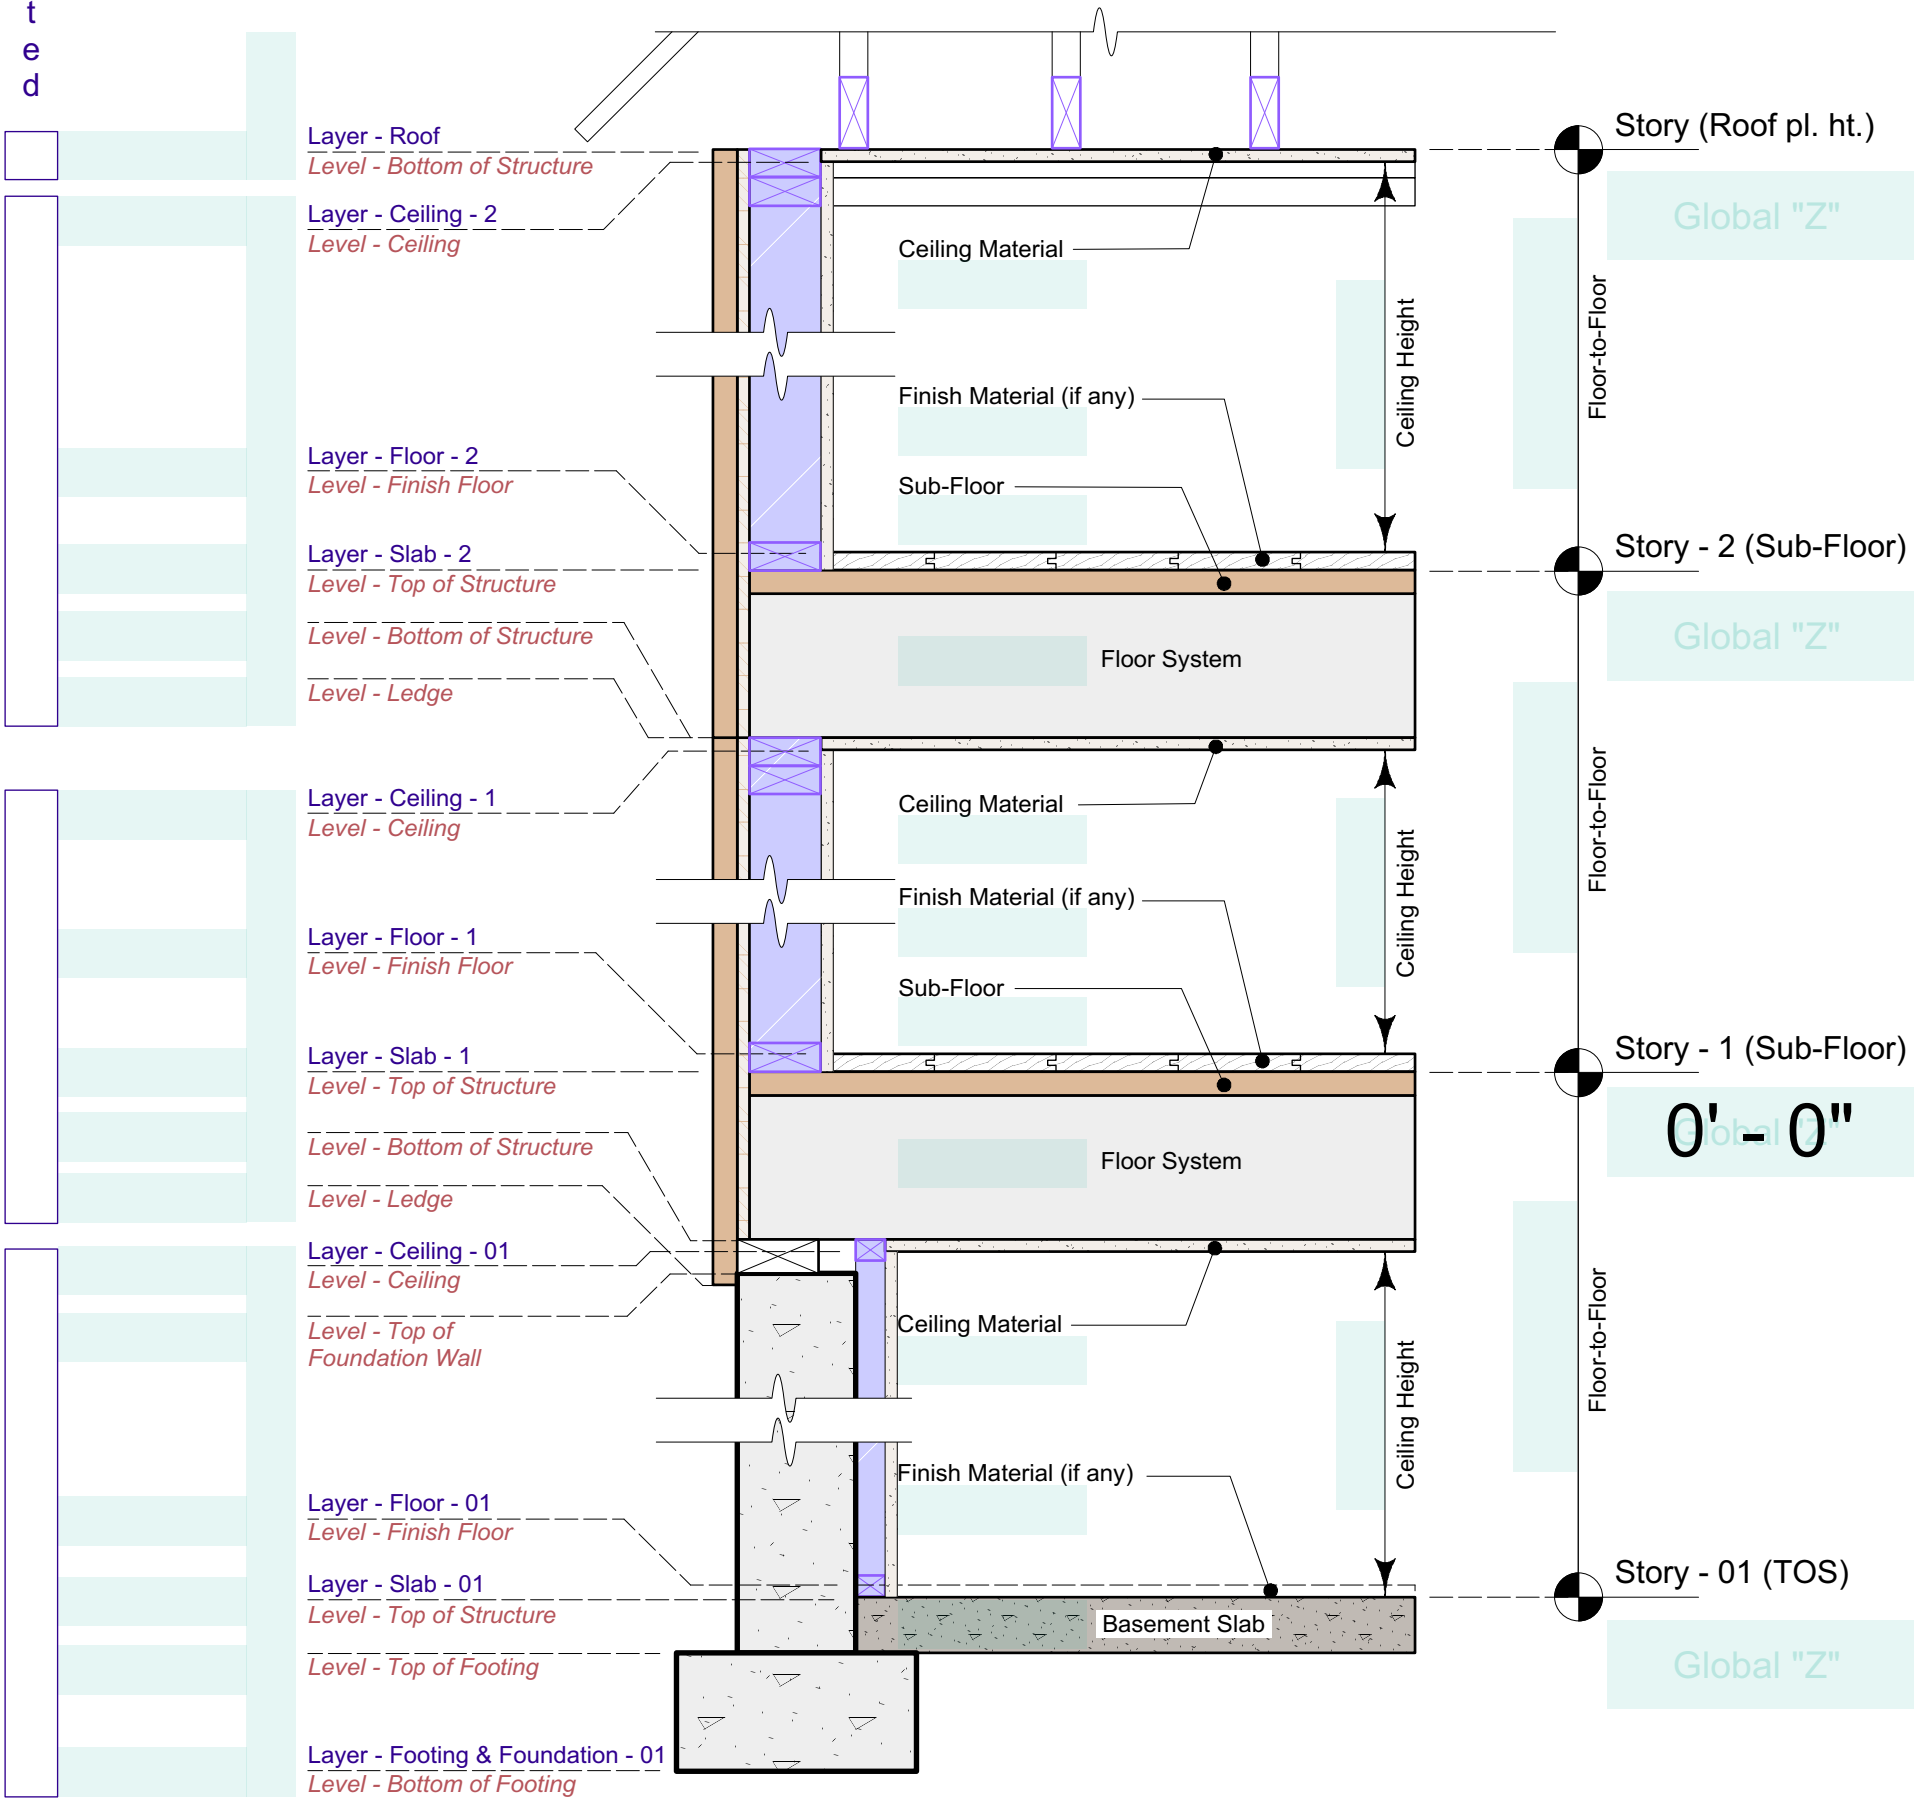 t
e
d
Layer - Roof
Level - Bottom of Structure
Layer - Ceiling - 2
Level - Ceiling
Layer - Floor - 2
Level - Finish Floor
Layer - Slab - 2
Level - Top of Structure
Level - Bottom of Structure
Level - Ledge
Layer - Ceiling - 1
Level - Ceiling
Layer - Floor - 1
Level - Finish Floor
Layer - Slab - 1
Level - Top of Structure
Level - Bottom of Structure
Level - Ledge
Layer - Ceiling - 01
Level - Ceiling
Level - Top of
Foundation Wall
Layer - Floor - 01
Level - Finish Floor
Layer - Slab - 01
Level - Top of Structure
Level - Top of Footing
Layer - Footing & Foundation - 01
Level - Bottom of Footing
Ceiling Material
Finish Material (if any)
Sub-Floor
Floor System
Ceiling Material
Finish Material (if any)
Sub-Floor
Floor System
Ceiling Material
Finish Material (if any)
Basement Slab
Ceiling Height
Ceiling Height
Ceiling Height
Floor-to-Floor
Floor-to-Floor
Floor-to-Floor
Story (Roof pl. ht.)
Global "Z"
Story - 2 (Sub-Floor)
Global "Z"
Story - 1 (Sub-Floor)
Global "Z"
0' - 0"
Story - 01 (TOS)
Global "Z"